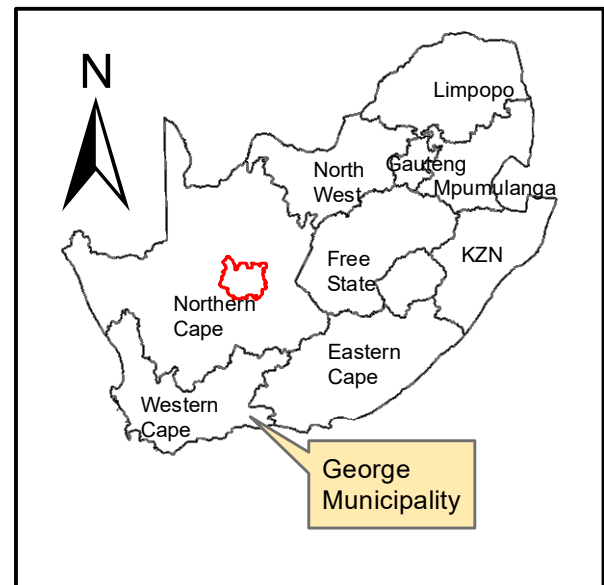 N
Limpopo
North
West
Gauteng
Mpumulanga
Free
State
KZN
Northern
Cape
Eastern
Cape
Western
Cape
George
Municipality